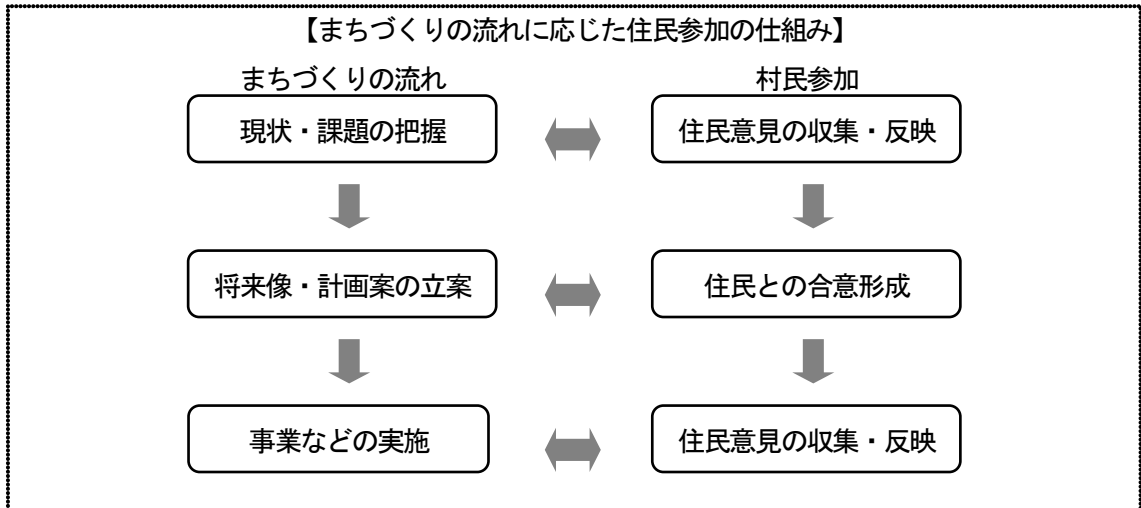 【まちづくりの流れに応じた住民参加の仕組み】
まちづくりの流れ
村民参加
現状・課題の把握
住民意見の収集・反映
将来像・計画案の立案
住民との合意形成
事業などの実施
住民意見の収集・反映